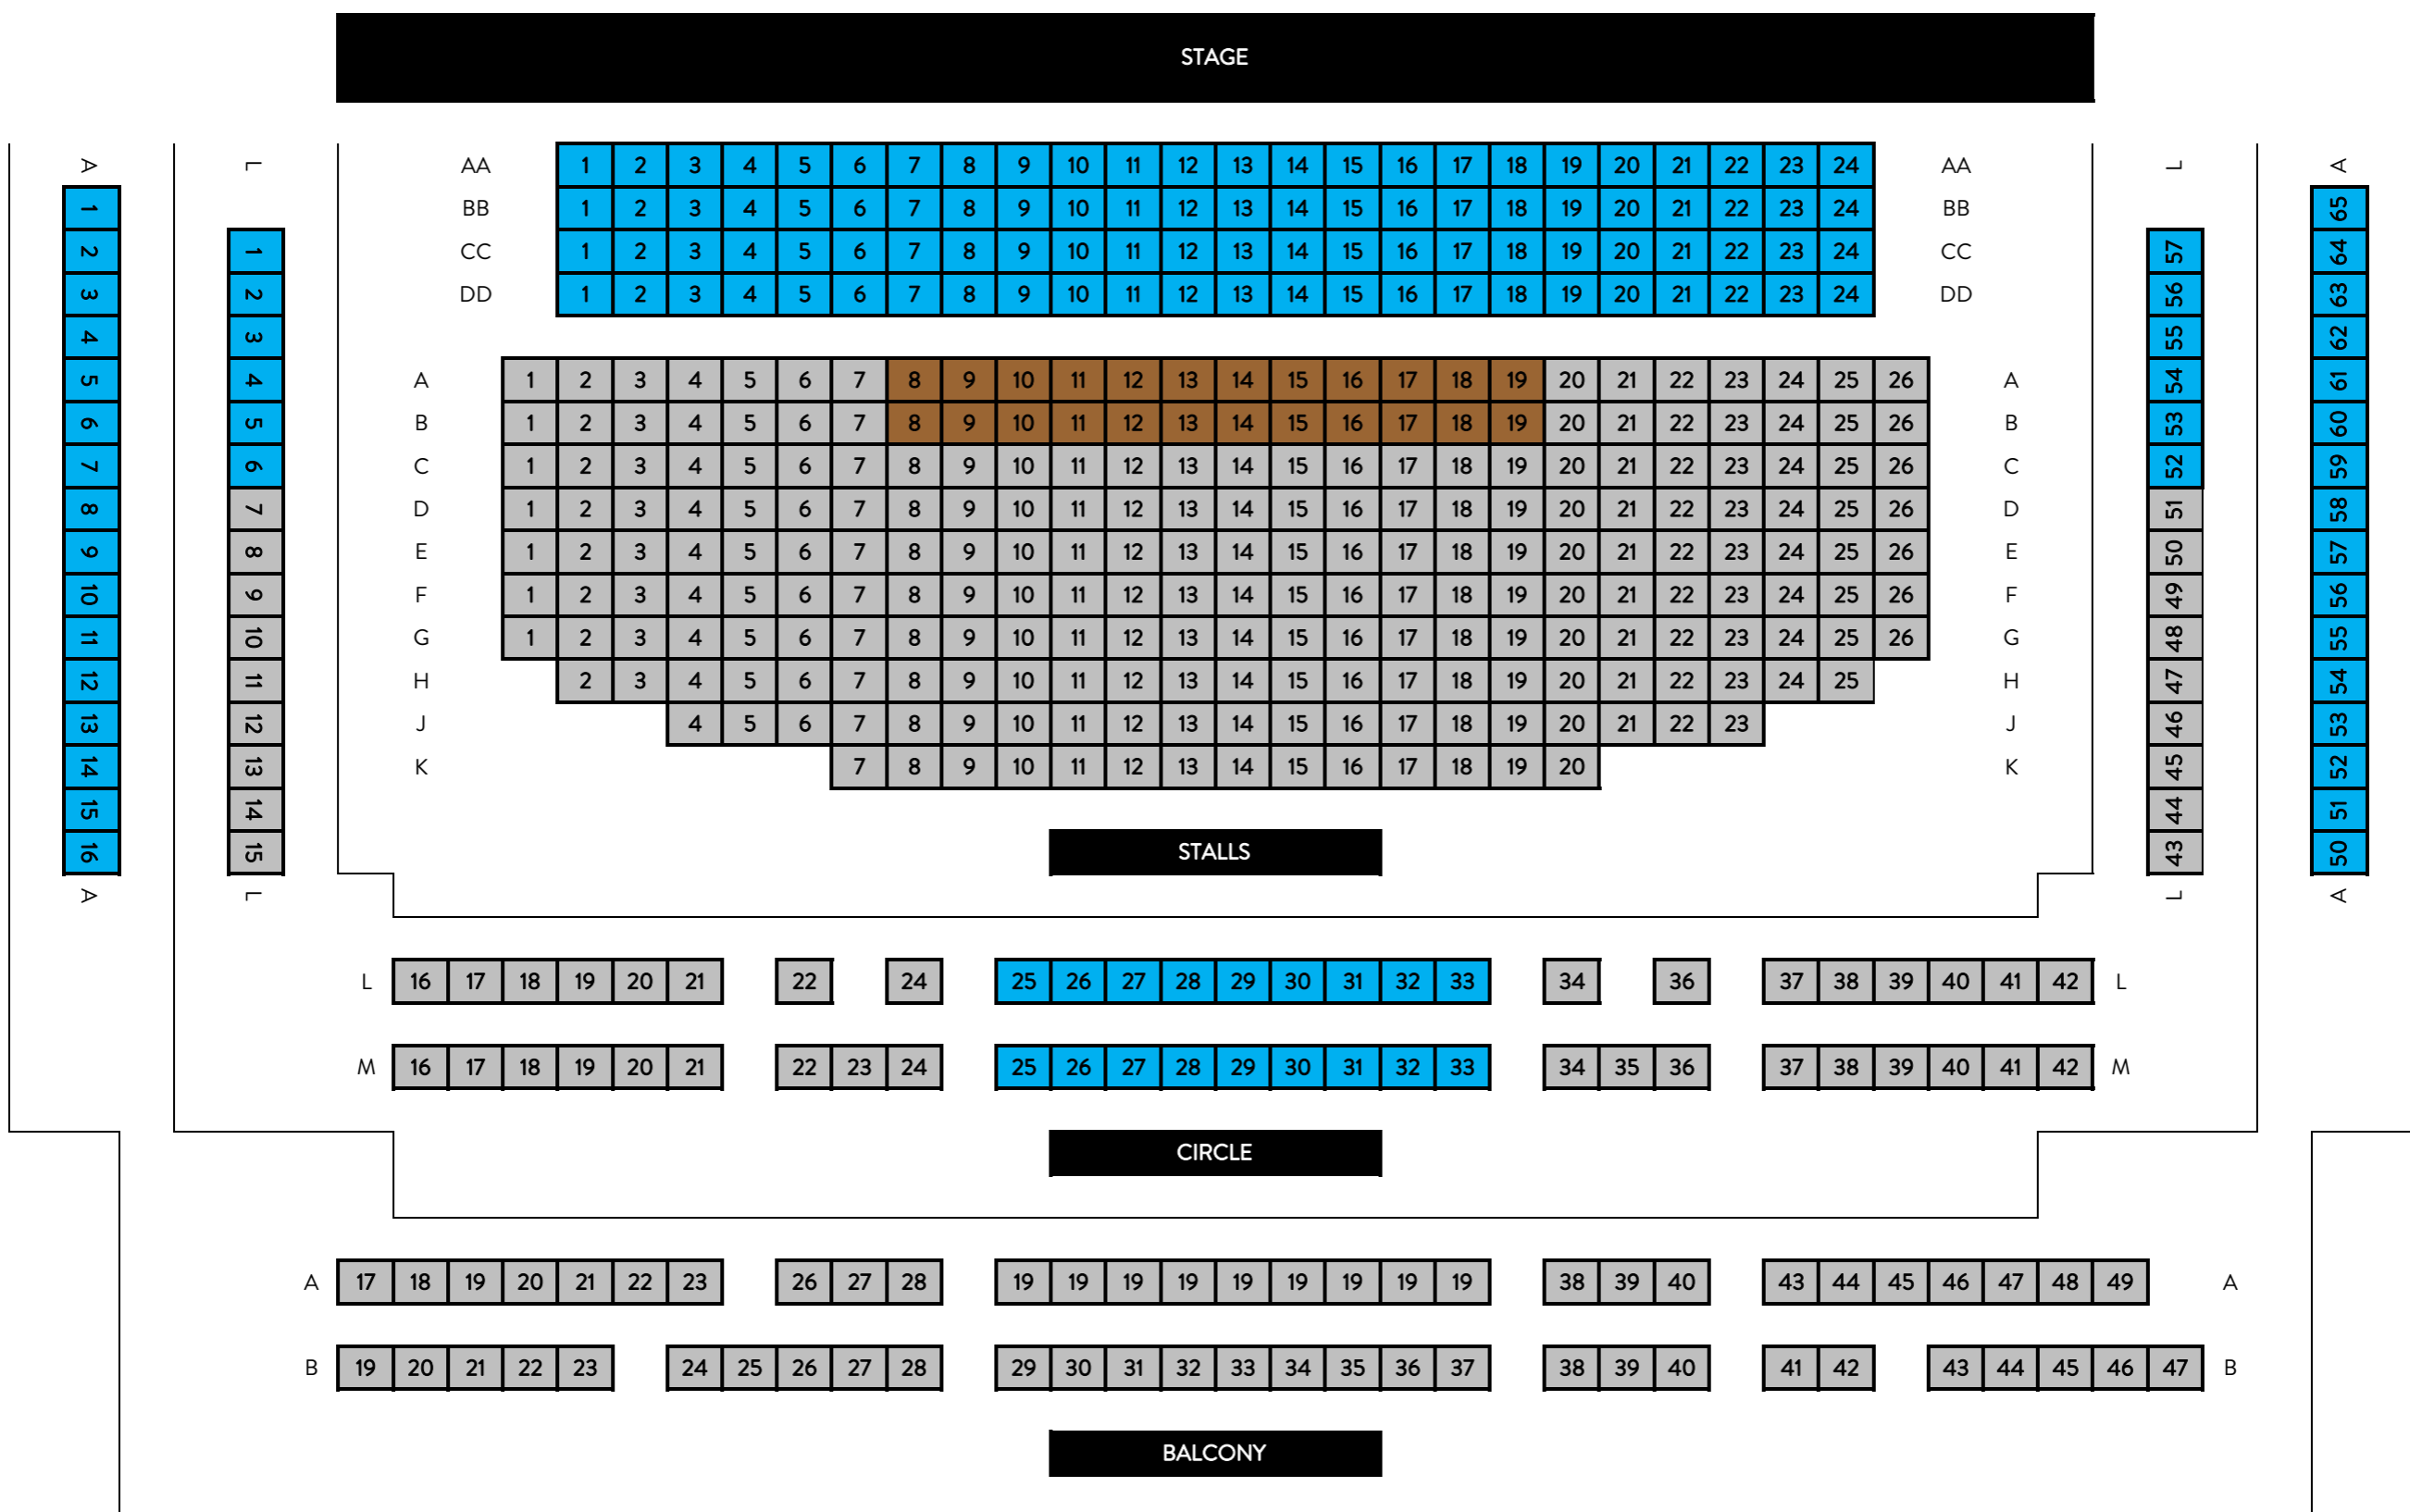 STAGE
AA 1 2 3 4 5 6 7 8 9 10 11 12 13 14 15 16 17 18 19 20 21 22 23 24 AA
BB 1 2 3 4 5 6 7 8 9 10 11 12 13 14 15 16 17 18 19 20 21 22 23 24 BB
CC 1 2 3 4 5 6 7 8 9 10 11 12 13 14 15 16 17 18 19 20 21 22 23 24 CC
DD 1 2 3 4 5 6 7 8 9 10 11 12 13 14 15 16 17 18 19 20 21 22 23 24 DD
A 1 2 3 4 5 6 7 8 9 10 11 12 13 14 15 16 17 18 19 20 21 22 23 24 25 26 A
B 1 2 3 4 5 6 7 8 9 10 11 12 13 14 15 16 17 18 19 20 21 22 23 24 25 26 B
C 1 2 3 4 5 6 7 8 9 10 11 12 13 14 15 16 17 18 19 20 21 22 23 24 25 26 C
D 1 2 3 4 5 6 7 8 9 10 11 12 13 14 15 16 17 18 19 20 21 22 23 24 25 26 D
E 1 2 3 4 5 6 7 8 9 10 11 12 13 14 15 16 17 18 19 20 21 22 23 24 25 26 E
F 1 2 3 4 5 6 7 8 9 10 11 12 13 14 15 16 17 18 19 20 21 22 23 24 25 26 F
G 1 2 3 4 5 6 7 8 9 10 11 12 13 14 15 16 17 18 19 20 21 22 23 24 25 26 G
H 2 3 4 5 6 7 8 9 10 11 12 13 14 15 16 17 18 19 20 21 22 23 24 25 H
J 4 5 6 7 8 9 10 11 12 13 14 15 16 17 18 19 20 21 22 23 J
K 7 8 9 10 11 12 13 14 15 16 17 18 19 20 K
STALLS
A 1 2 3 4 5 6 7 8 9 10 11 12 13 14 15 16 A
L 1 2 3 4 5 6 7 8 9 10 11 12 13 14 15 L
L 43 44 45 46 47 48 49 50 51 52 53 54 55 56 57 L
A 50 51 52 53 54 55 56 57 58 59 60 61 62 63 64 65 A
L 16 17 18 19 20 21 22 24 25 26 27 28 29 30 31 32 33 34 36 37 38 39 40 41 42 L
M 16 17 18 19 20 21 22 23 24 25 26 27 28 29 30 31 32 33 34 35 36 37 38 39 40 41 42 M
CIRCLE
A 17 18 19 20 21 22 23 26 27 28 19 19 19 19 19 19 19 19 19 38 39 40 43 44 45 46 47 48 49 A
B 19 20 21 22 23 24 25 26 27 28 29 30 31 32 33 34 35 36 37 38 39 40 41 42 43 44 45 46 47 B
BALCONY